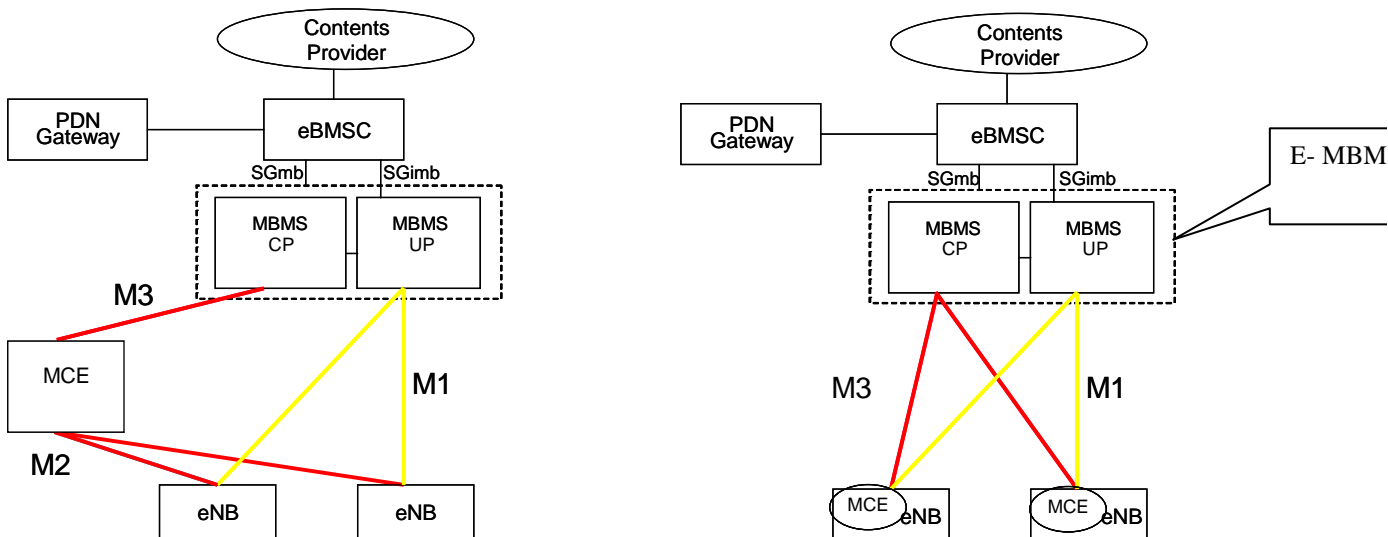 Contents
Provider
PDN
Gateway
eBMSC
SGmb
SGimb
MBMS
CP
MBMS
UP
M3
MCE
M1
M2
eNB
eNB
Contents
Provider
PDN
Gateway
eBMSC
E- MBM
SGmb
SGimb
MBMS
CP
MBMS
UP
M3
M1
MCE
eNB
MCE
eNB